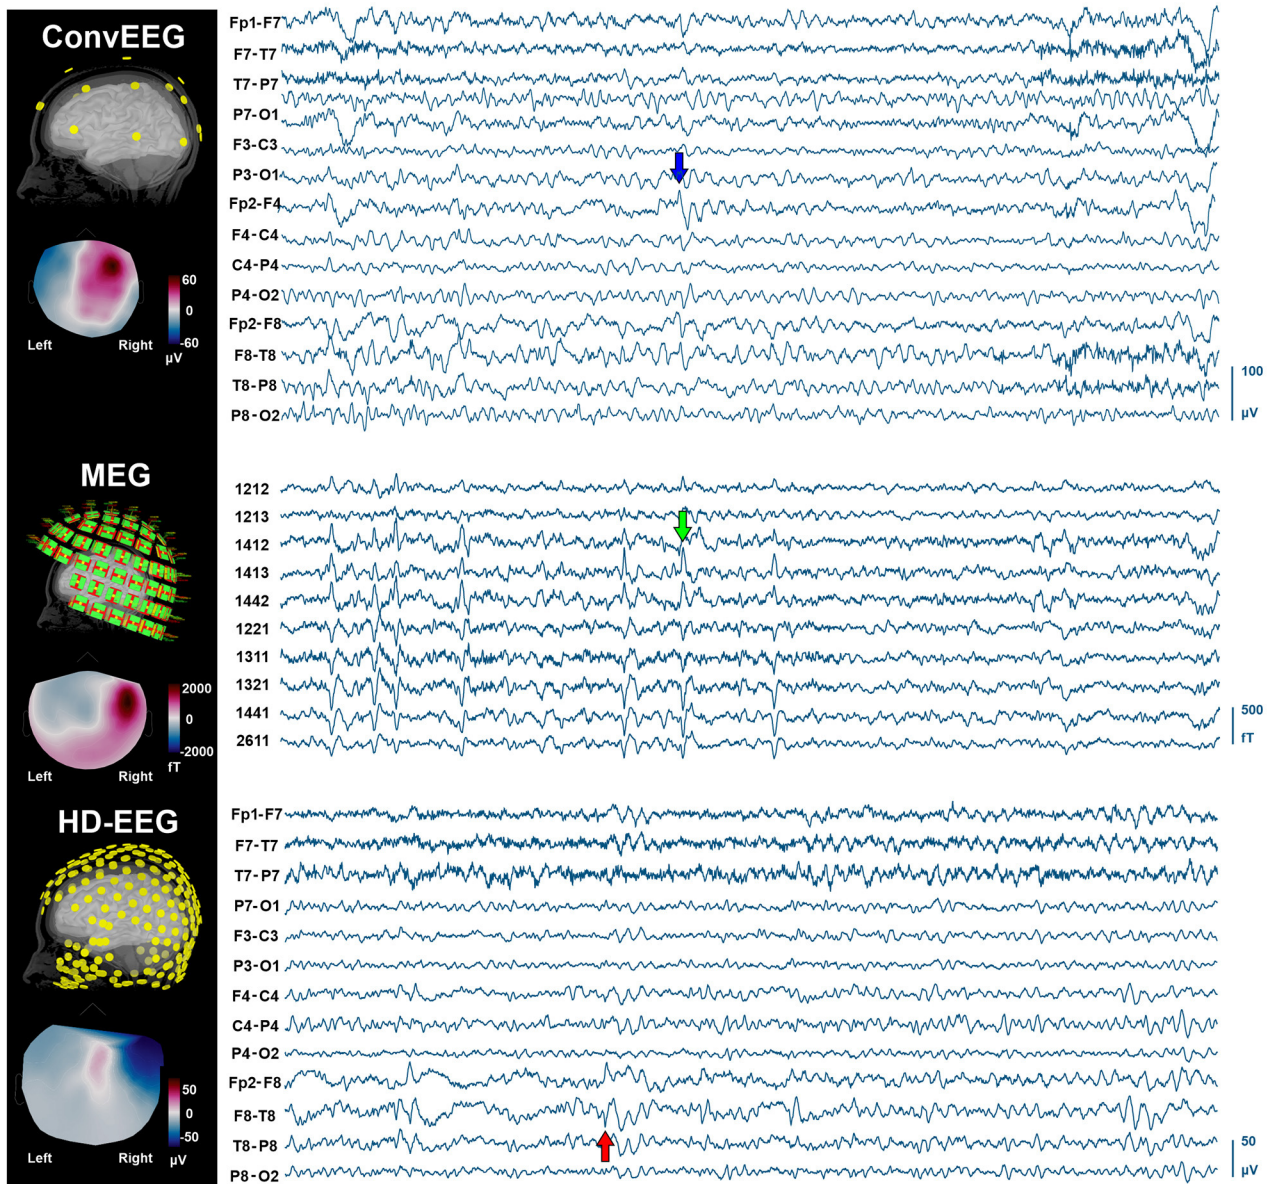 ConvEEG
60
0
-60
µV
Left Right
Fp1-F7
F7-T7
T7-P7
P7-O1
F3-C3
P3-O1
Fp2-F4
F4-C4
C4-P4
P4-O2
Fp2-F8
F8-T8
T8-P8
P8-O2
100
µV
MEG
2000
0
-2000
fT
Left Right
1212
1213
1412
1413
1442
1221
1311
1321
1441
2611
500
fT
HD-EEG
50
0
-50
Left Right µV
Fp1-F7
F7-T7
T7-P7
P7-O1
F3-C3
P3-O1
F4-C4
C4-P4
P4-O2
Fp2-F8
F8-T8
T8-P8
P8-O2
50
µV